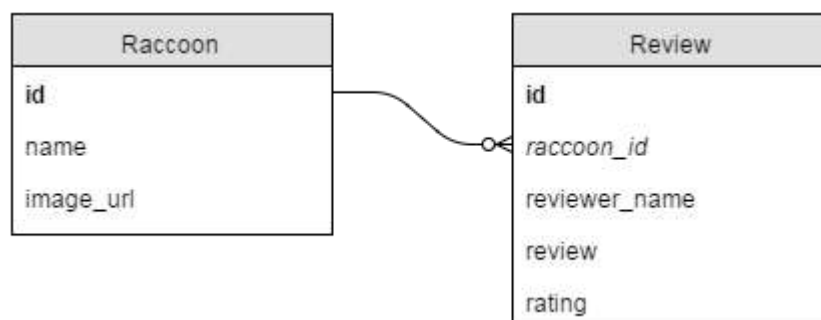 Raccoon
id
name
image_url
Review
id
raccoon_id
reviewer_name
review
rating